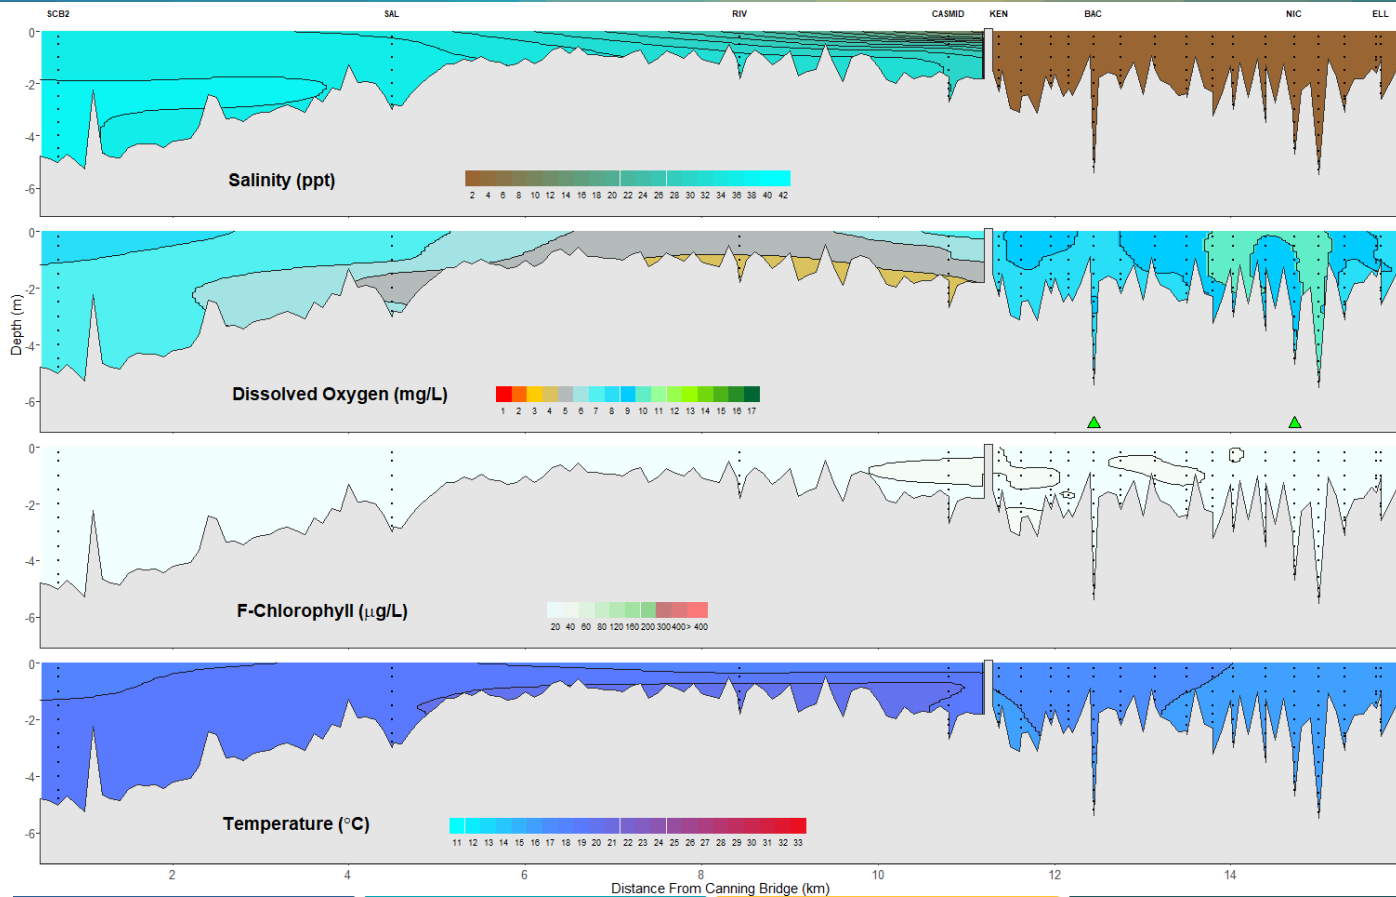 SCB2 SAL RIV CASMID KEN BAC NIC ELL
0
-2
-4
-6
Salinity (ppt)
2 4 6 8 10 12 14 16 18 20 22 24 26 28 30 32 34 36 38 40 42
0
-2
-4
-6
Depth (m)
Dissolved Oxygen (mg/L)
1 2 3 4 5 6 7 8 9 10 11 12 13 14 15 16 17
0
-2
-4
-6
F-Chlorophyll (µg/L)
20 40 60 80 120 160 200 300 400 > 400
0
-2
-4
-6
Temperature (°C)
11 12 13 14 15 16 17 18 19 20 21 22 23 24 25 26 27 28 29 30 31 32 33
2 4 6 8 10 12 14
Distance From Canning Bridge (km)